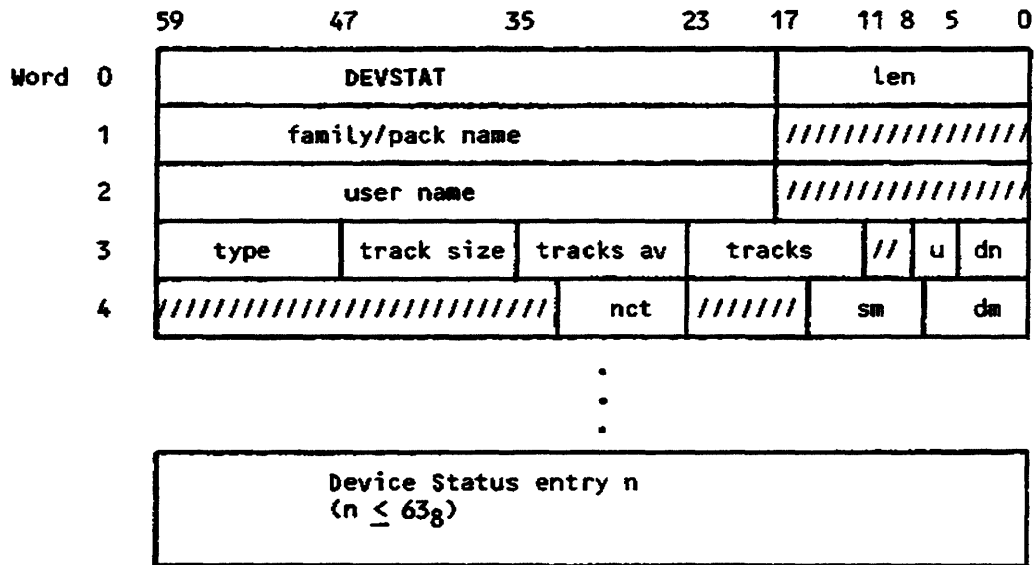 59 47 35 23 17 11 8 5 0
Word 0 DEVSTAT len
1 family/pack name /////////////////
2 user name /////////////////
3 type track size tracks av tracks // u dn
4 /////////////////////////// nct /////// sm dm
.
.
.
Device Status entry n
(n ≤ 63₈)